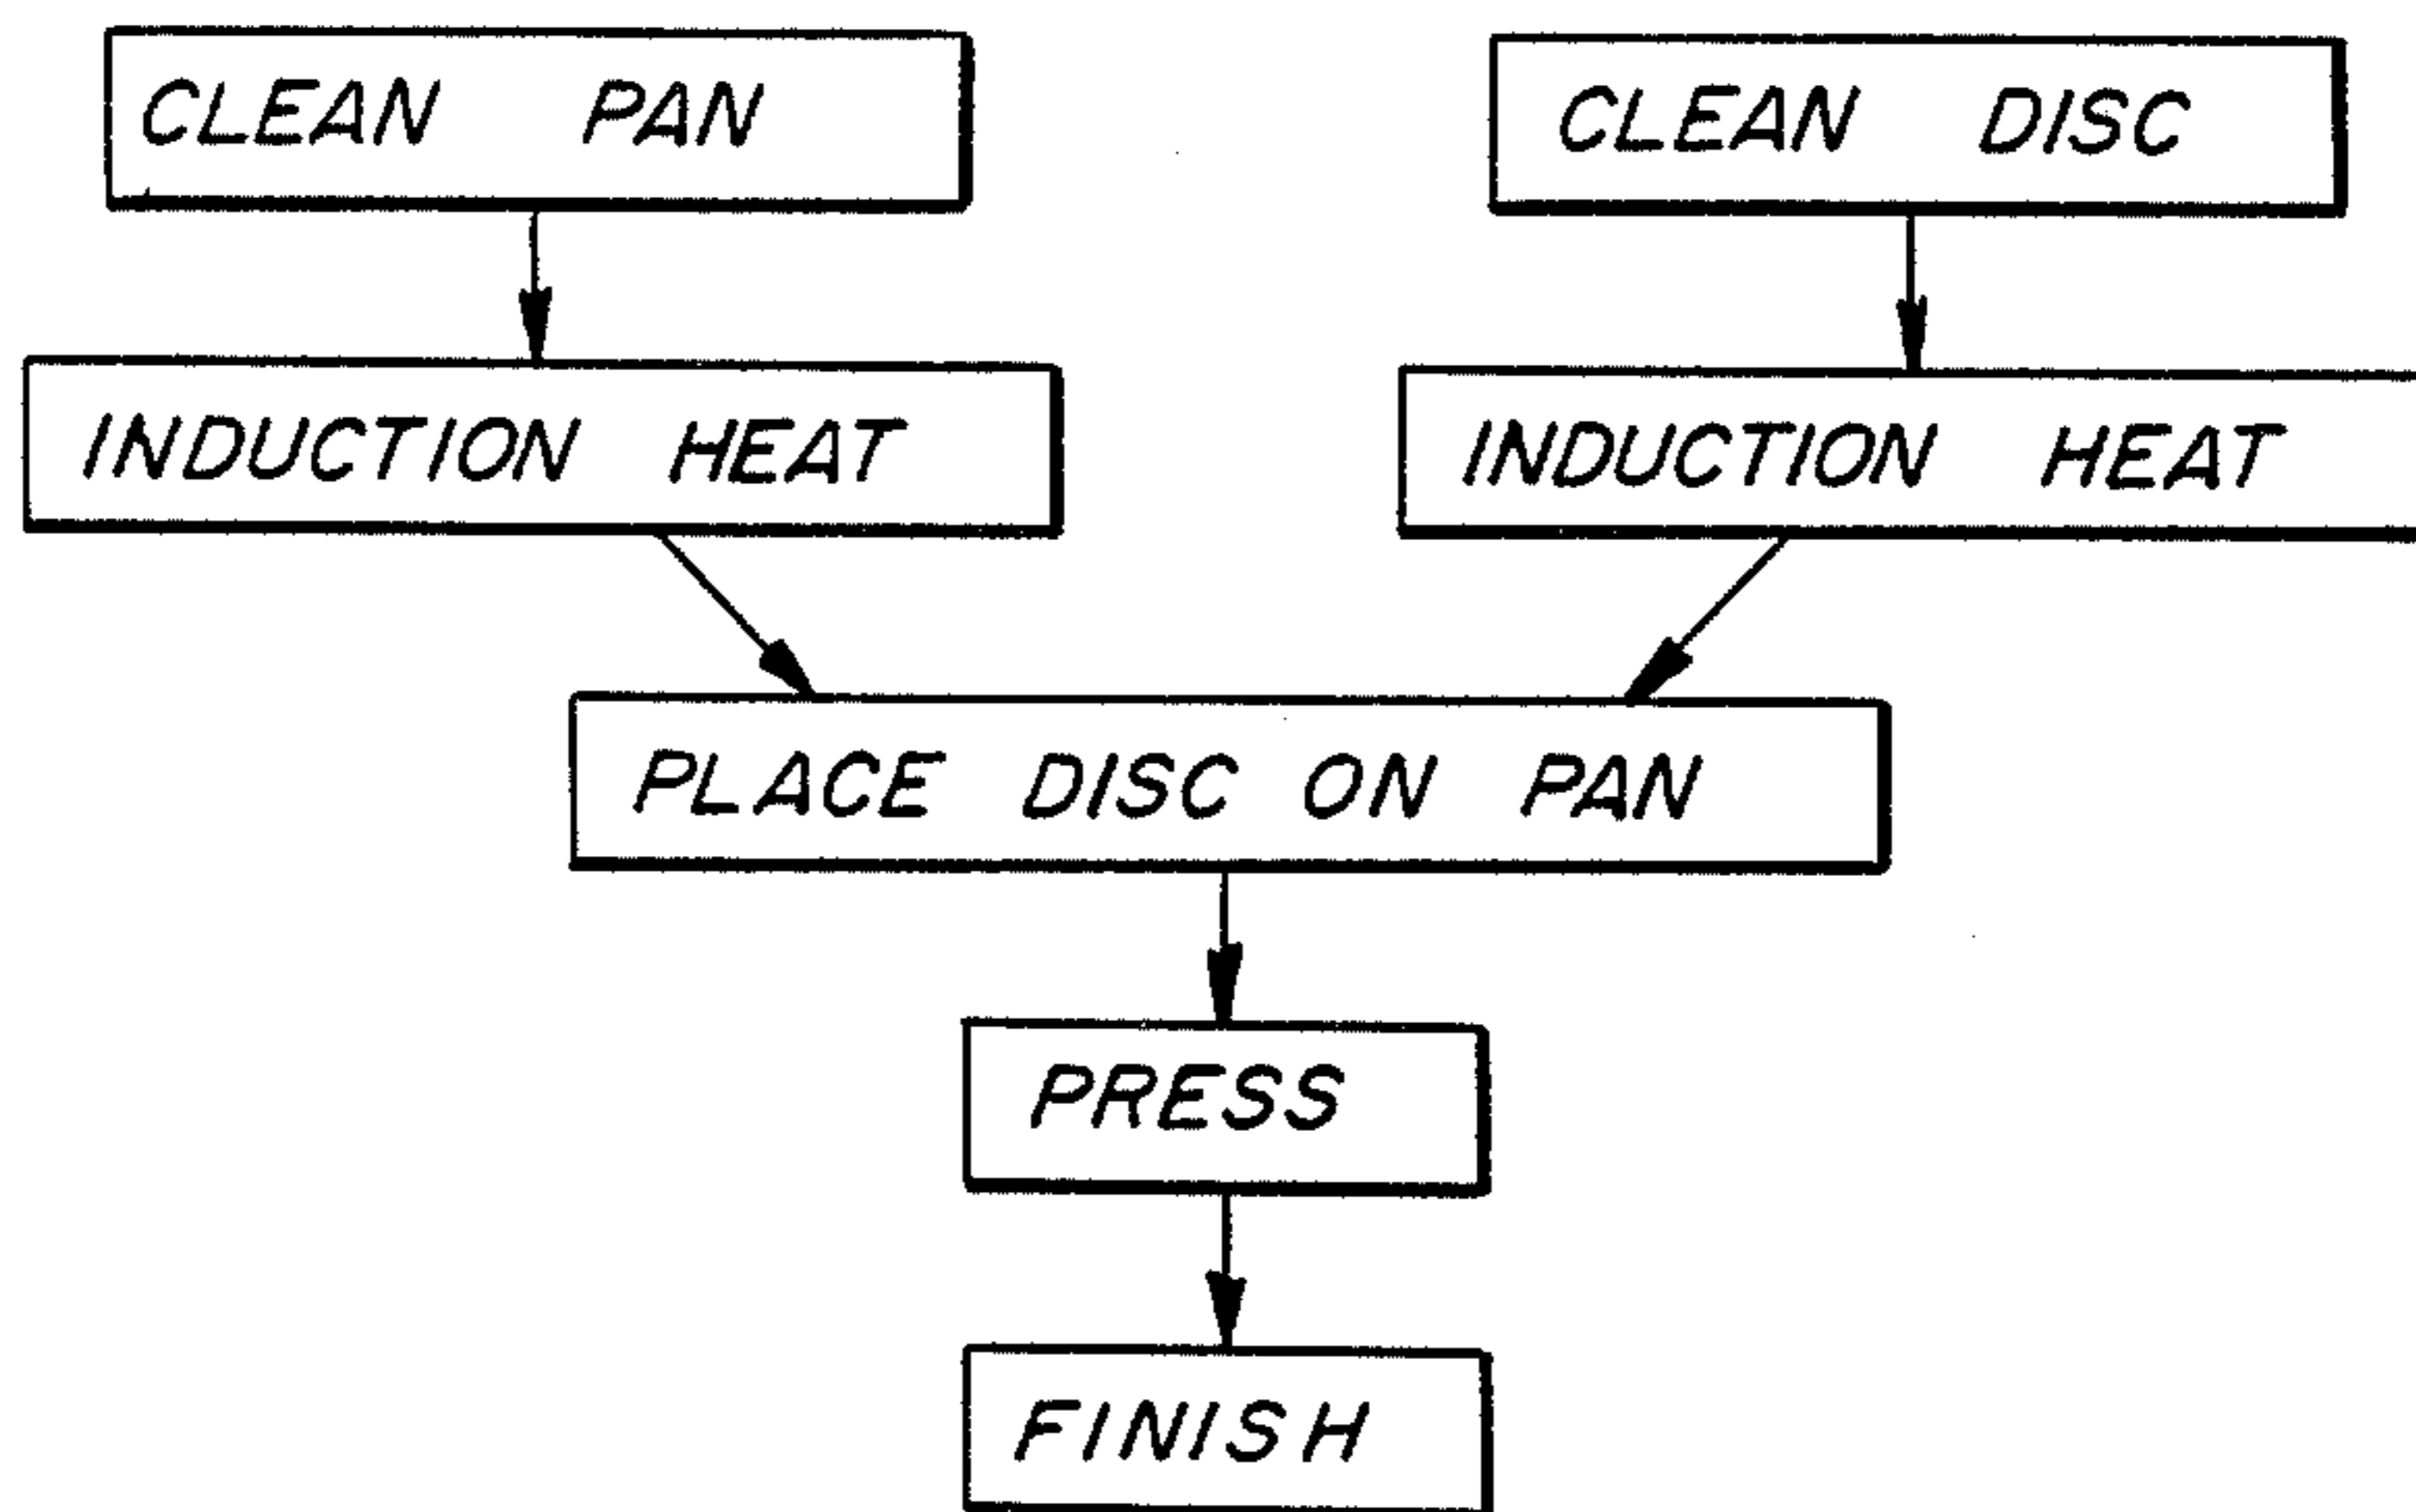 CLEAN PAN
CLEAN DISC
INDUCTION HEAT
INDUCTION HEAT
PLACE DISC ON PAN
PRESS
FINISH